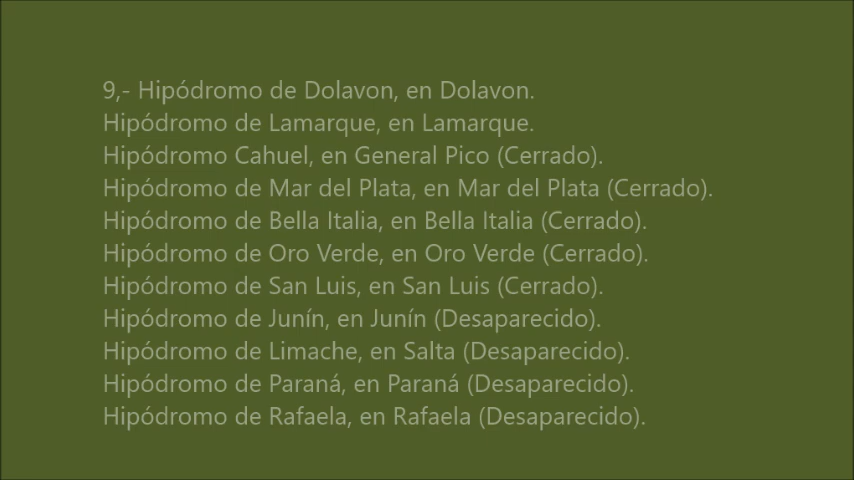 9,- Hipódromo de Dolavon, en Dolavon.
Hipódromo de Lamarque, en Lamarque.
Hipódromo Cahuel, en General Pico (Cerrado).
Hipódromo de Mar del Plata, en Mar del Plata (Cerrado).
Hipódromo de Bella Italia, en Bella Italia (Cerrado).
Hipódromo de Oro Verde, en Oro Verde (Cerrado).
Hipódromo de San Luis, en San Luis (Cerrado).
Hipódromo de Junín, en Junín (Desaparecido).
Hipódromo de Limache, en Salta (Desaparecido).
Hipódromo de Paraná, en Paraná (Desaparecido).
Hipódromo de Rafaela, en Rafaela (Desaparecido).